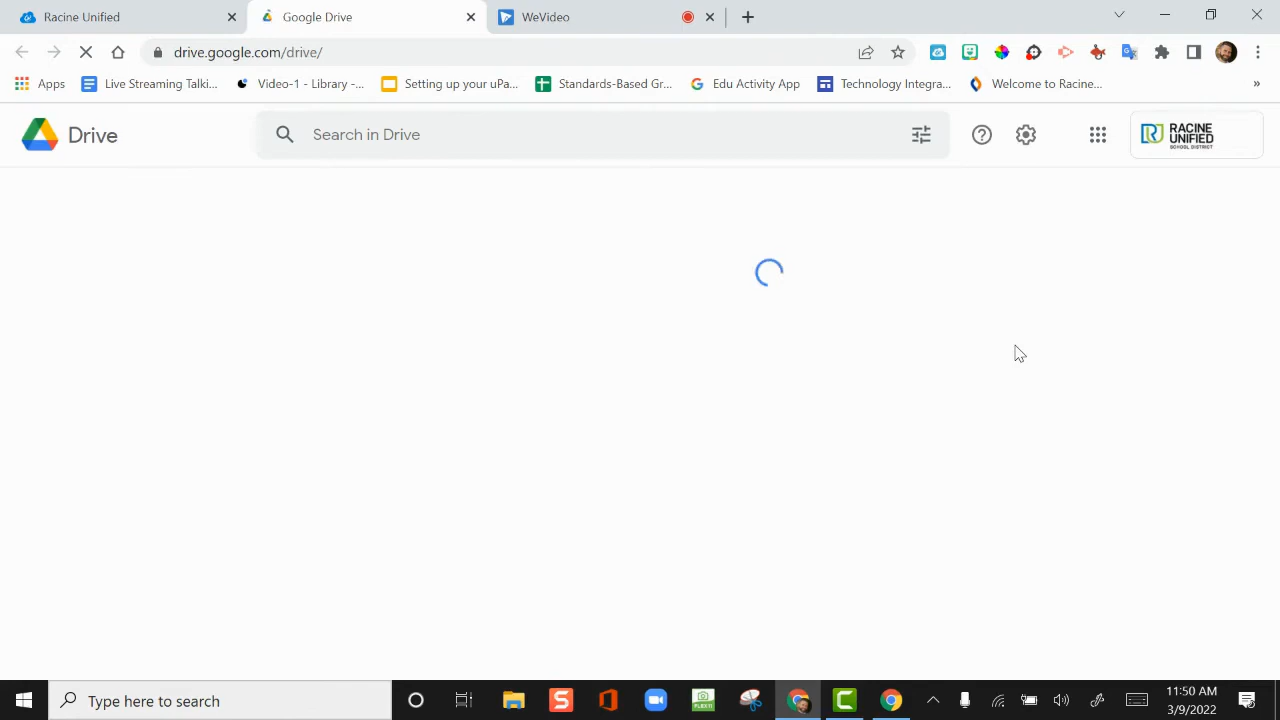 Racine Unified
Google Drive
WeVideo
drive.google.com/drive/
Apps
Live Streaming Talki...
Video-1 - Library -...
Setting up your uPa...
Standards-Based Gr...
Edu Activity App
Technology Integra...
Welcome to Racine...
»
Drive
Search in Drive
RACINE
UNIFIED
SCHOOL DISTRICT
Type here to search
11:50 AM
3/9/2022